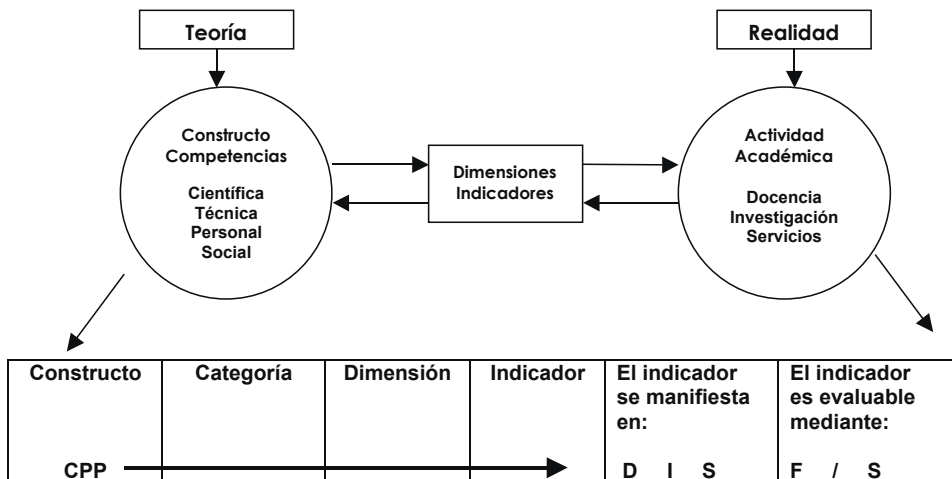 Teoría
Realidad
Constructo
Competencias
Científica
Técnica
Personal
Social
Dimensiones
Indicadores
Actividad
Académica
Docencia
Investigación
Servicios
Constructo
Categoría
Dimensión
Indicador
El indicador
se manifiesta
en:
El indicador
es evaluable
mediante:
CPP
D I S
F / S